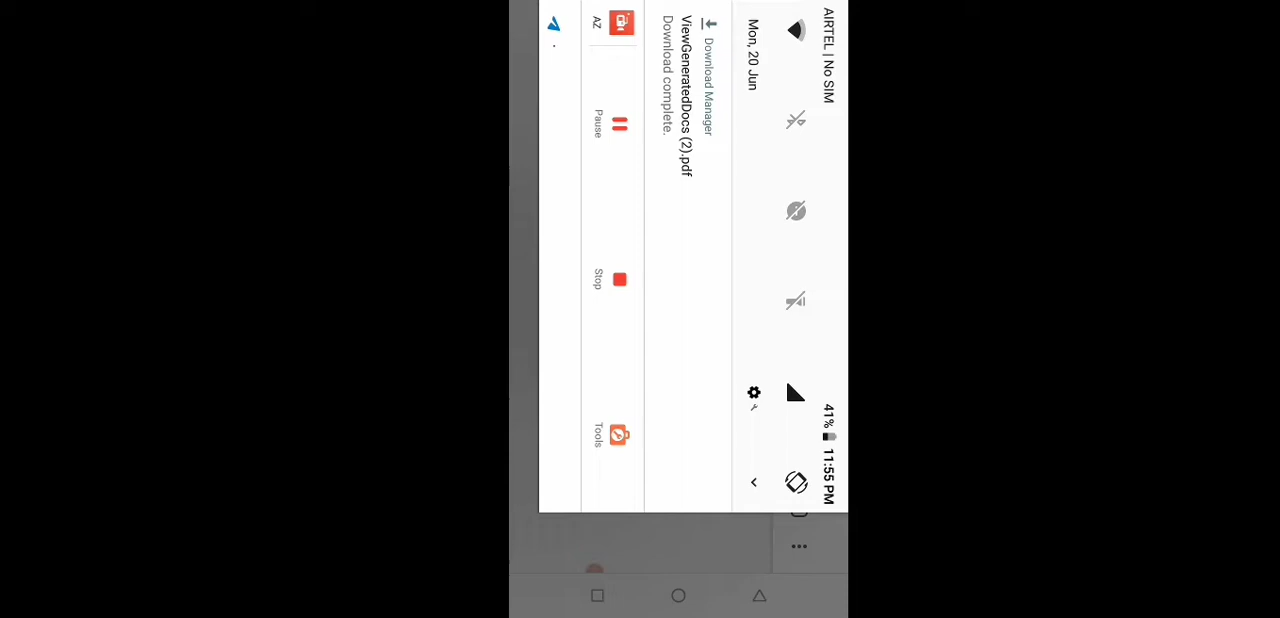 AIRTEL | No SIM
41% 11:55 PM
Mon, 20 Jun
Download Manager
ViewGeneratedDocs (2).pdf
Download complete.
AZ
Pause
Stop
Tools